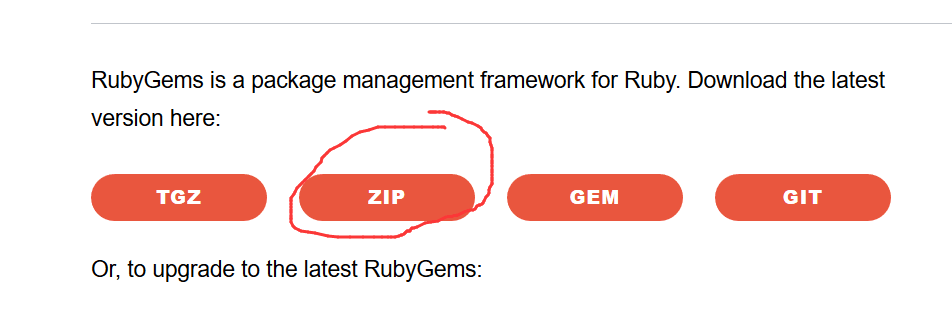 RubyGems is a package management framework for Ruby. Download the latest
version here:
TGZ ZIP GEM GIT
Or, to upgrade to the latest RubyGems: